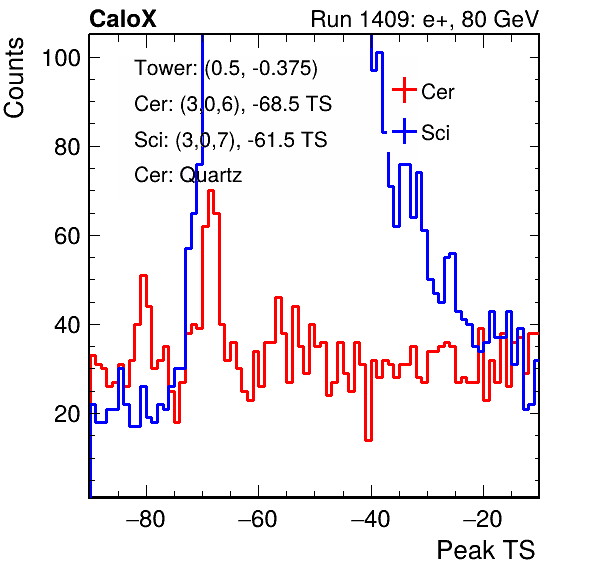 CaloX Run 1409: e+, 80 GeV
Counts
100
80
60
40
20
Tower: (0.5, -0.375)
Cer: (3,0,6), -68.5 TS
Sci: (3,0,7), -61.5 TS
Cer: Quartz
Cer
Sci
−80 −60 −40 −20
Peak TS